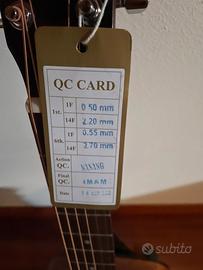 QC CARD
1st. 1F 0.50 mm
14F 2.20 mm
6th. 1F 0.55 mm
14F 2.70 mm
Action QC.
Final QC. IMAM
Date
subito